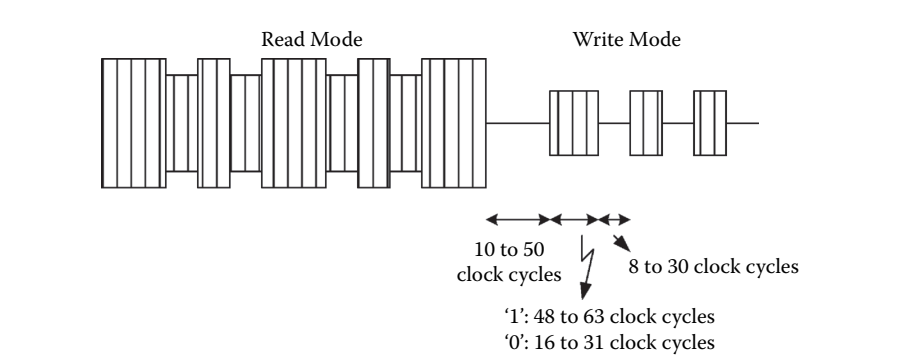 Read Mode
Write Mode
10 to 50
clock cycles
8 to 30 clock cycles
‘1’: 48 to 63 clock cycles
‘0’: 16 to 31 clock cycles